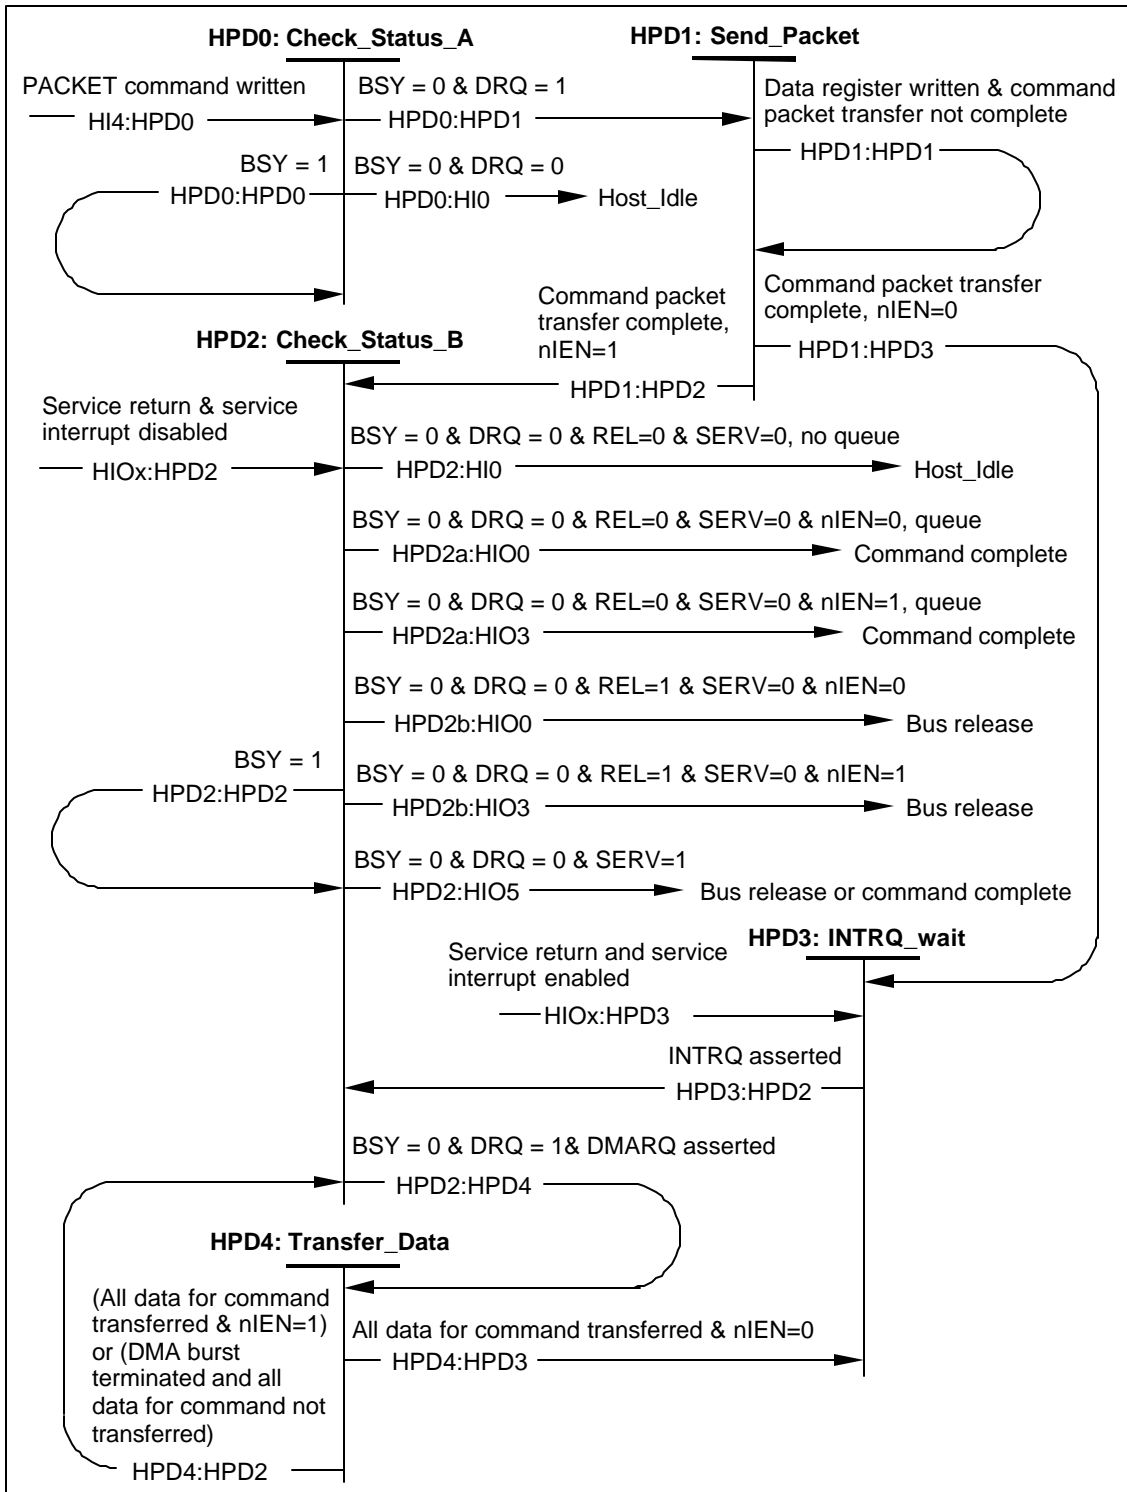 HPD0: Check_Status_A
HPD1: Send_Packet
PACKET command written
HI4:HPD0
BSY = 0 & DRQ = 1
HPD0:HPD1
Data register written & command
packet transfer not complete
HPD1:HPD1
BSY = 1
HPD0:HPD0
BSY = 0 & DRQ = 0
HPD0:HI0
Host_Idle
Command packet
transfer complete,
nIEN=1
HPD1:HPD2
Command packet transfer
complete, nIEN=0
HPD1:HPD3
HPD2: Check_Status_B
Service return & service
interrupt disabled
HIOx:HPD2
BSY = 0 & DRQ = 0 & REL=0 & SERV=0, no queue
HPD2:HI0
Host_Idle
BSY = 0 & DRQ = 0 & REL=0 & SERV=0 & nIEN=0, queue
HPD2a:HIO0
Command complete
BSY = 0 & DRQ = 0 & REL=0 & SERV=0 & nIEN=1, queue
HPD2a:HIO3
Command complete
BSY = 0 & DRQ = 0 & REL=1 & SERV=0 & nIEN=0
HPD2b:HIO0
Bus release
BSY = 1
HPD2:HPD2
BSY = 0 & DRQ = 0 & REL=1 & SERV=0 & nIEN=1
HPD2b:HIO3
Bus release
BSY = 0 & DRQ = 0 & SERV=1
HPD2:HIO5
Bus release or command complete
HPD3: INTRQ_wait
Service return and service
interrupt enabled
HIOx:HPD3
INTRQ asserted
HPD3:HPD2
BSY = 0 & DRQ = 1& DMARQ asserted
HPD2:HPD4
HPD4: Transfer_Data
(All data for command
transferred & nIEN=1)
or (DMA burst
terminated and all
data for command not
transferred)
HPD4:HPD2
All data for command transferred & nIEN=0
HPD4:HPD3